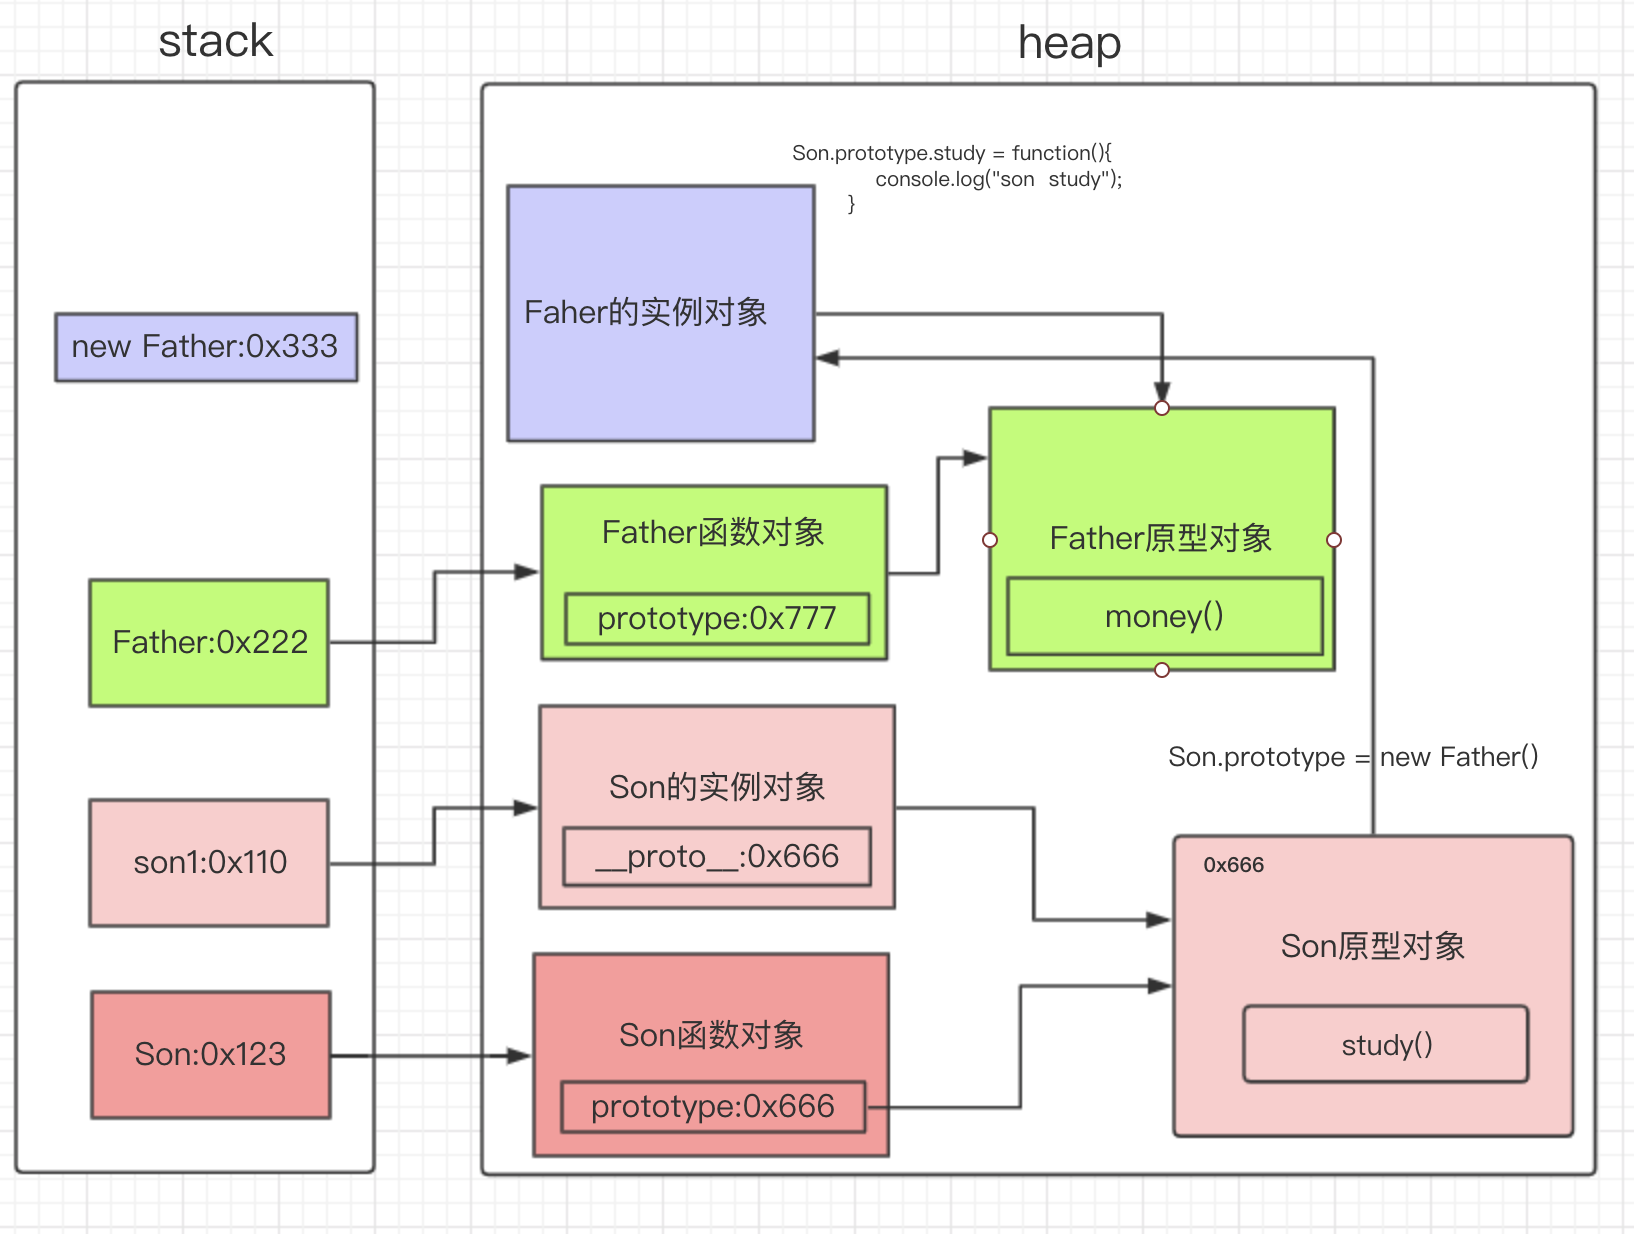 stack
heap
Son.prototype.study = function(){
console.log("son  study");
}
new Father:0x333
Faher的实例对象
Father函数对象
prototype:0x777
Father原型对象
money()
Father:0x222
Son.prototype = new Father()
Son的实例对象
__proto__:0x666
son1:0x110
0x666
Son原型对象
study()
Son:0x123
Son函数对象
prototype:0x666